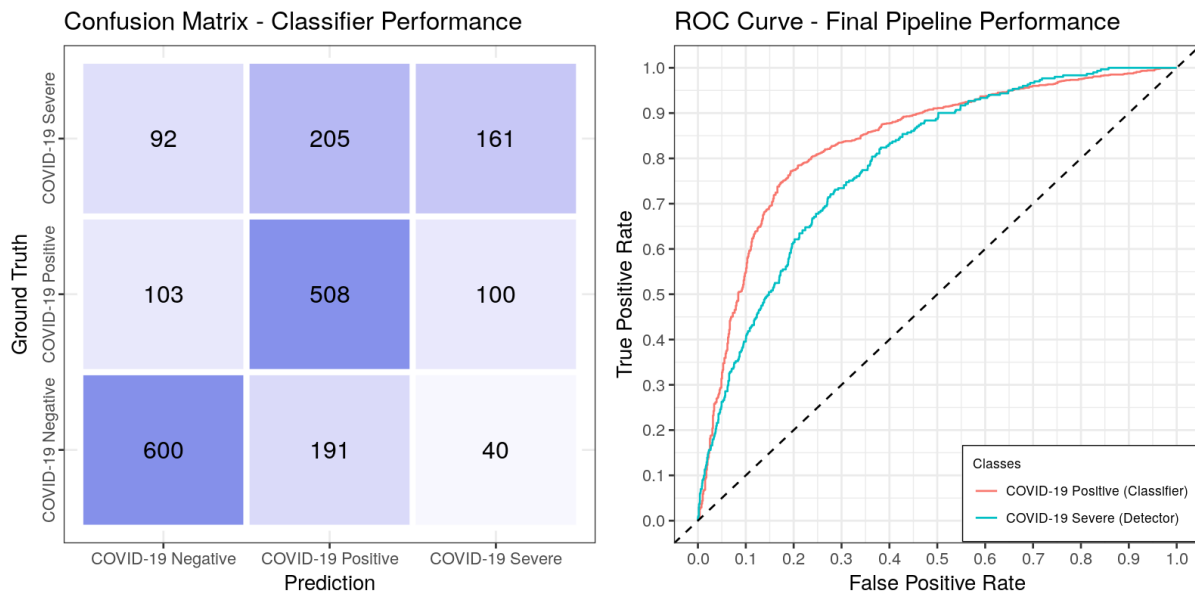 Confusion Matrix - Classifier Performance
Ground Truth
COVID-19 Severe
92 205 161
COVID-19 Positive
103 508 100
COVID-19 Negative
600 191 40
COVID-19 Negative COVID-19 Positive COVID-19 Severe
Prediction
ROC Curve - Final Pipeline Performance
True Positive Rate
1.0
0.9
0.8
0.7
0.6
0.5
0.4
0.3
0.2
0.1
0.0
Classes
COVID-19 Positive (Classifier)
COVID-19 Severe (Detector)
0.0 0.1 0.2 0.3 0.4 0.5 0.6 0.7 0.8 0.9 1.0
False Positive Rate